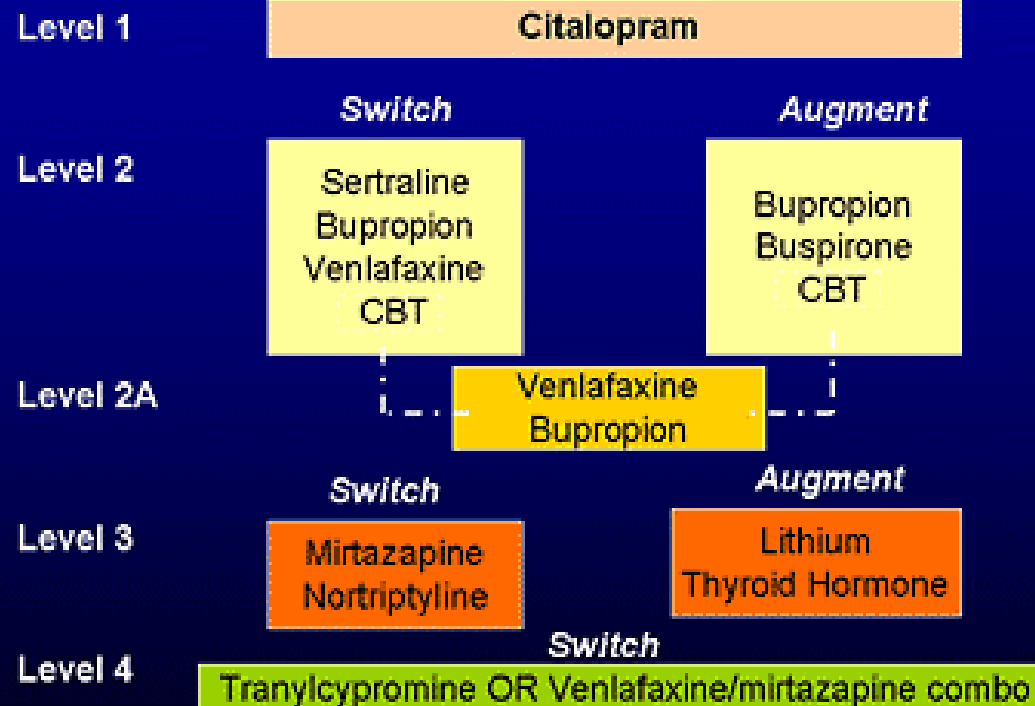 Level 1
Citalopram
Switch
Augment
Level 2
Sertraline
Bupropion
Venlafaxine
CBT
Bupropion
Buspirone
CBT
Level 2A
Venlafaxine
Bupropion
Switch
Augment
Level 3
Mirtazapine
Nortriptyline
Lithium
Thyroid Hormone
Switch
Level 4
Tranylcypromine OR Venlafaxine/mirtazapine combo